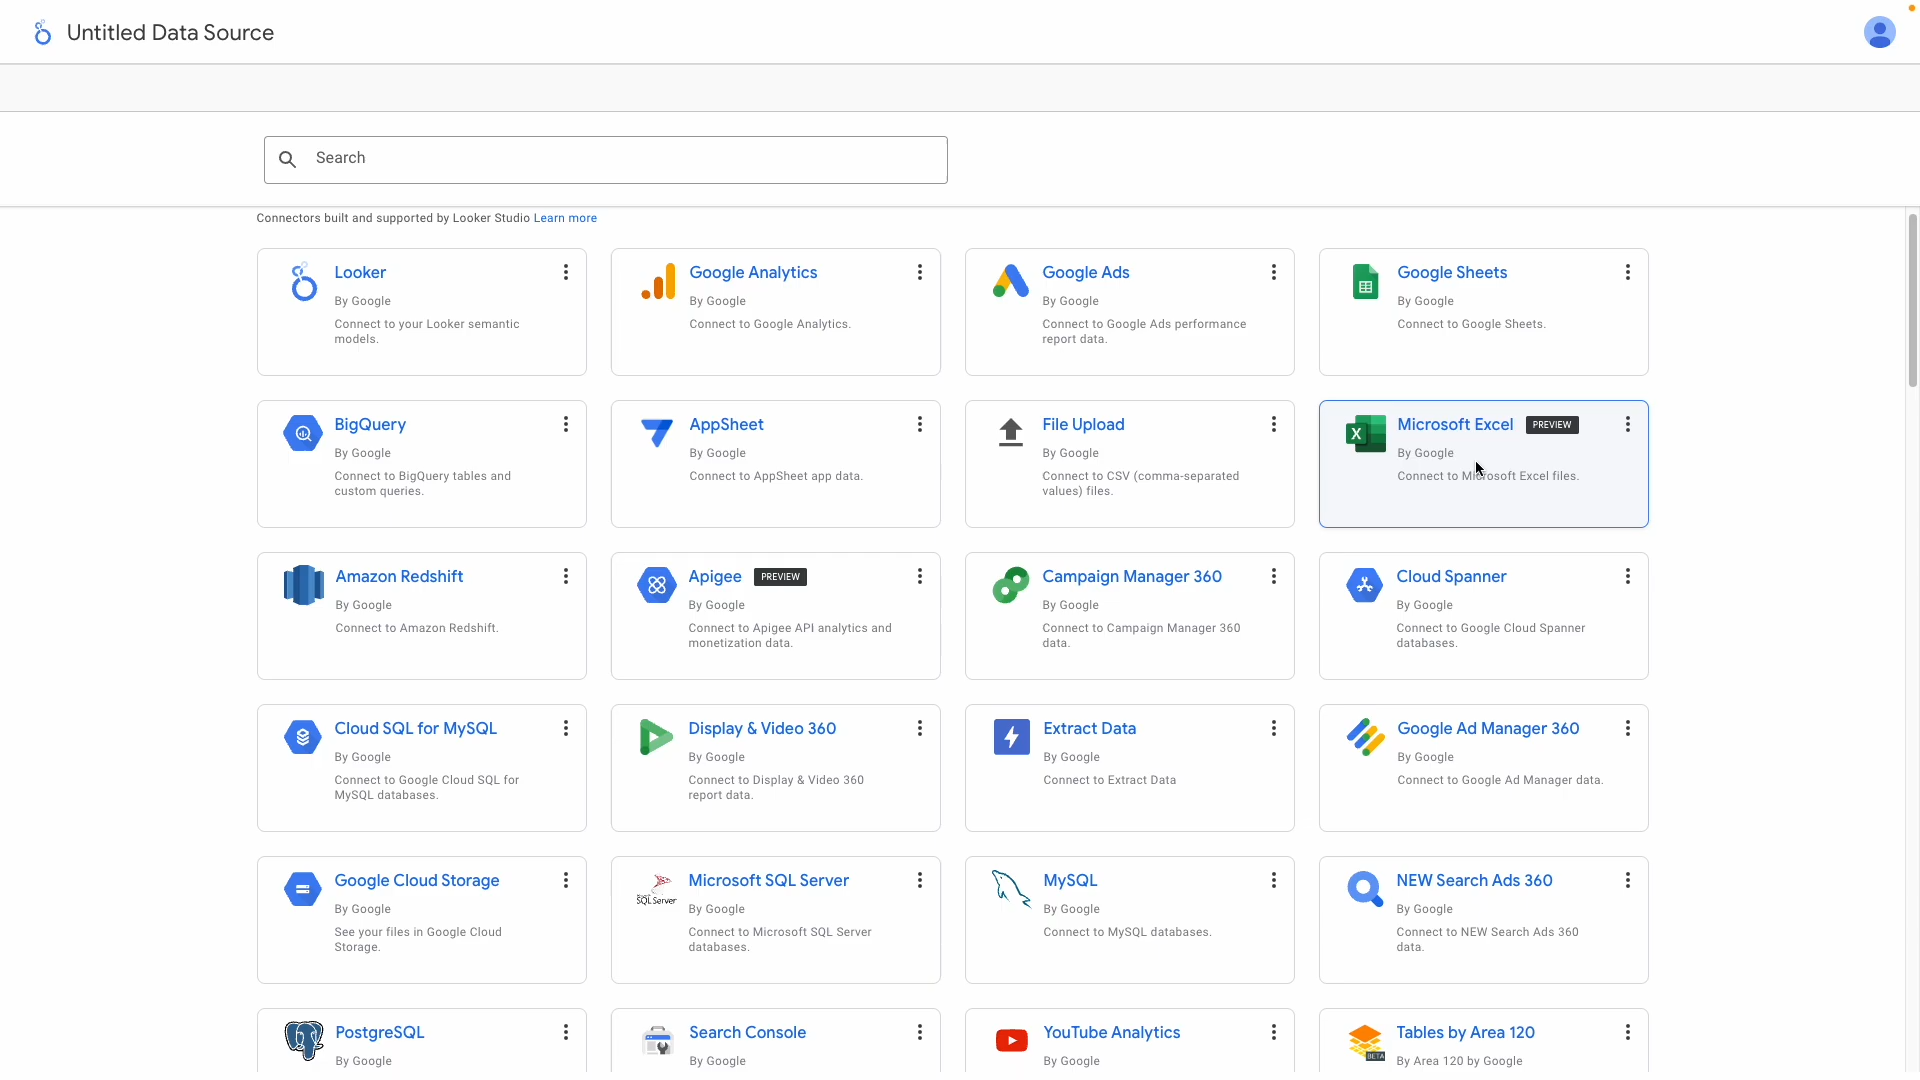 Untitled Data Source
Search
Connectors built and supported by Looker Studio Learn more
Looker
By Google
Connect to your Looker semantic
models.
Google Analytics
By Google
Connect to Google Analytics.
Google Ads
By Google
Connect to Google Ads performance
report data.
Google Sheets
By Google
Connect to Google Sheets.
BigQuery
By Google
Connect to BigQuery tables and
custom queries.
AppSheet
By Google
Connect to AppSheet app data.
File Upload
By Google
Connect to CSV (comma-separated
values) files.
Microsoft Excel PREVIEW
By Google
Connect to Microsoft Excel files.
Amazon Redshift
By Google
Connect to Amazon Redshift.
Apigee PREVIEW
By Google
Connect to Apigee API analytics and
monetization data.
Campaign Manager 360
By Google
Connect to Campaign Manager 360
data.
Cloud Spanner
By Google
Connect to Google Cloud Spanner
databases.
Cloud SQL for MySQL
By Google
Connect to Google Cloud SQL for
MySQL databases.
Display & Video 360
By Google
Connect to Display & Video 360
report data.
Extract Data
By Google
Connect to Extract Data
Google Ad Manager 360
By Google
Connect to Google Ad Manager data.
Google Cloud Storage
By Google
See your files in Google Cloud
Storage.
SQL Server
Microsoft SQL Server
By Google
Connect to Microsoft SQL Server
databases.
MySQL
By Google
Connect to MySQL databases.
NEW Search Ads 360
By Google
Connect to NEW Search Ads 360
data.
PostgreSQL
By Google
Search Console
By Google
YouTube Analytics
By Google
BETA
Tables by Area 120
By Area 120 by Google